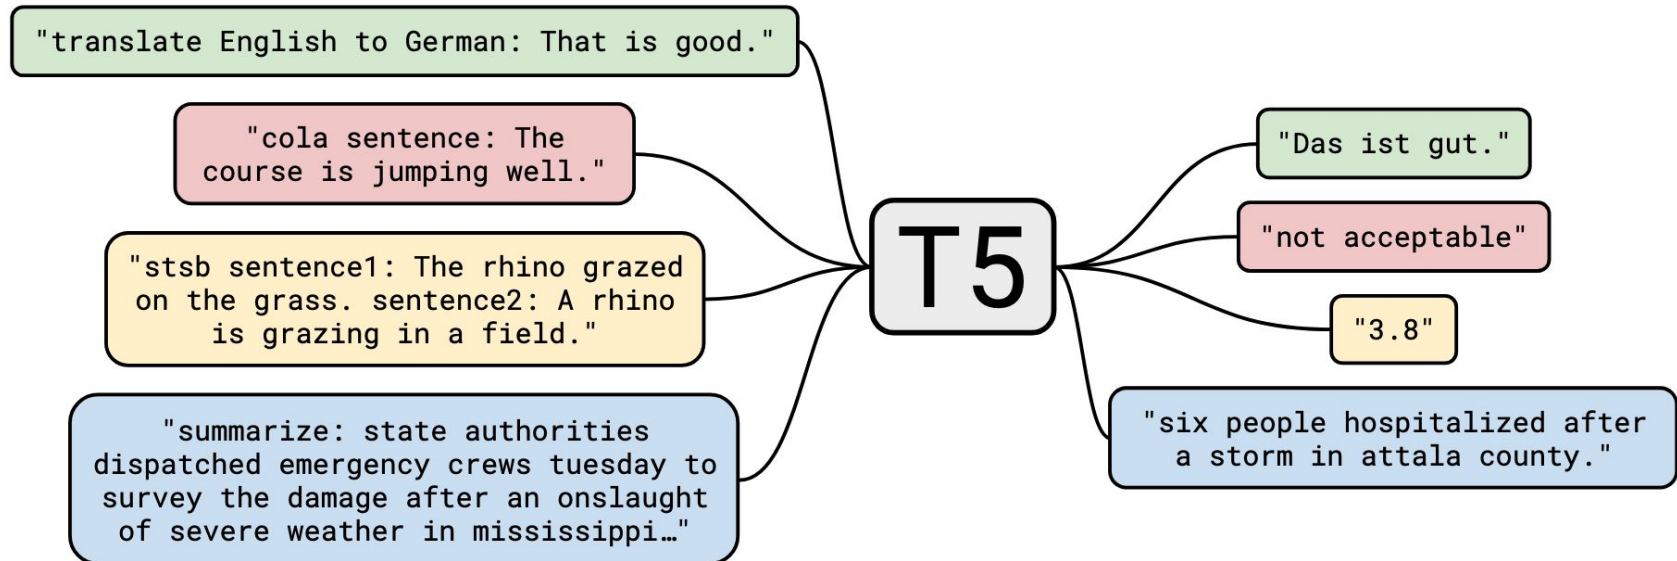 "translate English to German: That is good."
"cola sentence: The
course is jumping well."
"stsb sentence1: The rhino grazed
on the grass. sentence2: A rhino
is grazing in a field."
"summarize: state authorities
dispatched emergency crews tuesday to
survey the damage after an onslaught
of severe weather in mississippi…"
T5
"Das ist gut."
"not acceptable"
"3.8"
"six people hospitalized after
a storm in attala county."